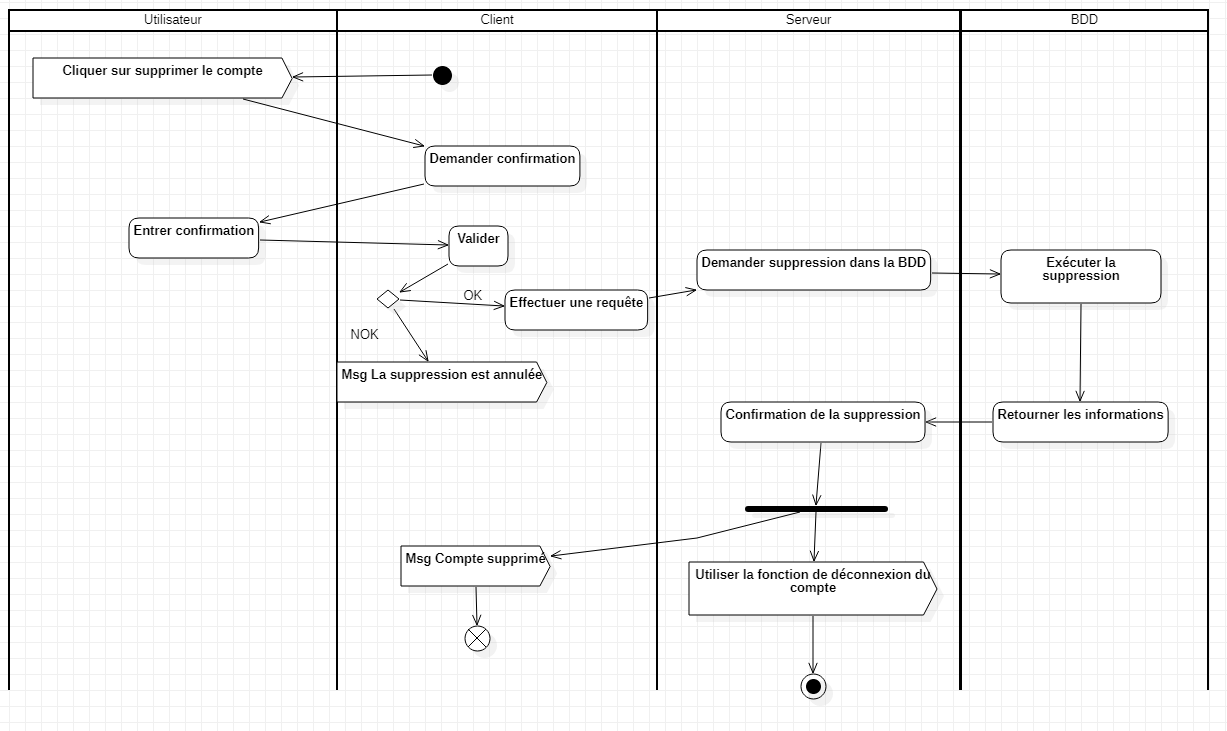 Utilisateur
Client
Serveur
BDD
Cliquer sur supprimer le compte
Demander confirmation
Entrer confirmation
Valider
OK
NOK
Effectuer une requête
Msg La suppression est annulée
Demander suppression dans la BDD
Exécuter la
suppression
Retourner les informations
Confirmation de la suppression
Msg Compte supprimé
Utiliser la fonction de déconnexion du
compte